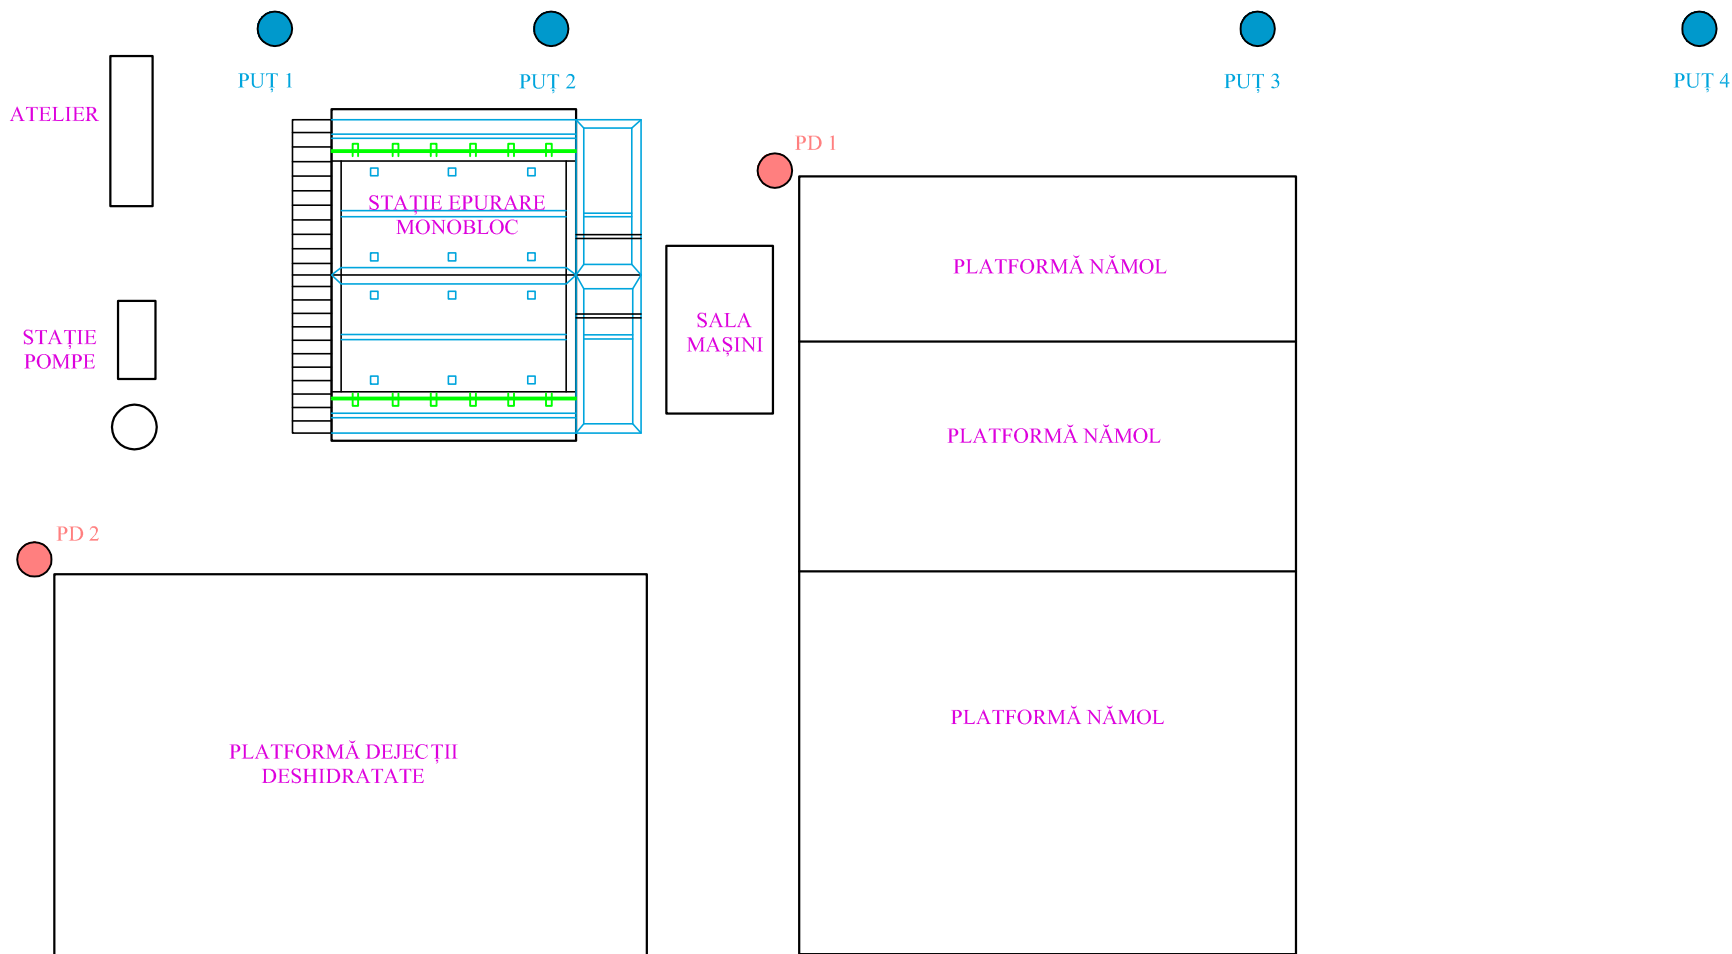 PUȚ 1
PUȚ 2
PUȚ 3
PUȚ 4
ATELIER
PD 1
STAȚIE EPURARE
MONOBLOC
PLATFORMĂ NĂMOL
STAȚIE
POMPE
SALA
MAȘINI
PLATFORMĂ NĂMOL
PD 2
PLATFORMĂ NĂMOL
PLATFORMĂ DEJECȚII
DESHIDRATATE